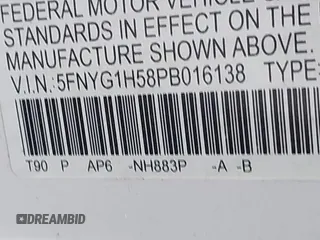 FEDERAL MOTOR VEHICLE
STANDARDS IN EFFECT ON THE
MANUFACTURE SHOWN ABOVE.
V.I.N.:5FNYG1H58PB016138 TYPE:
T90 P AP6 -NH883P -A -B
DREAMBID